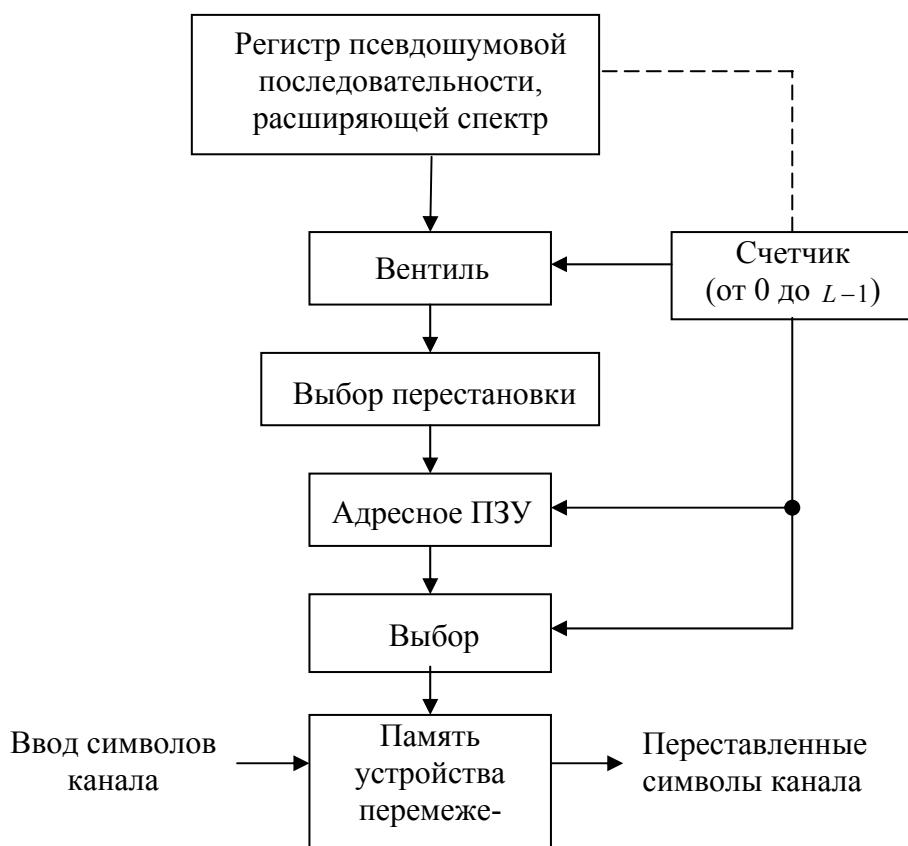 Регистр псевдошумовой
последовательности,
расширяющей спектр
Вентиль
Счетчик
(от 0 до L−1)
Выбор перестановки
Адресное ПЗУ
Выбор
Ввод символов
канала
Память
устройства
перемеже-
Переставленные
символы канала